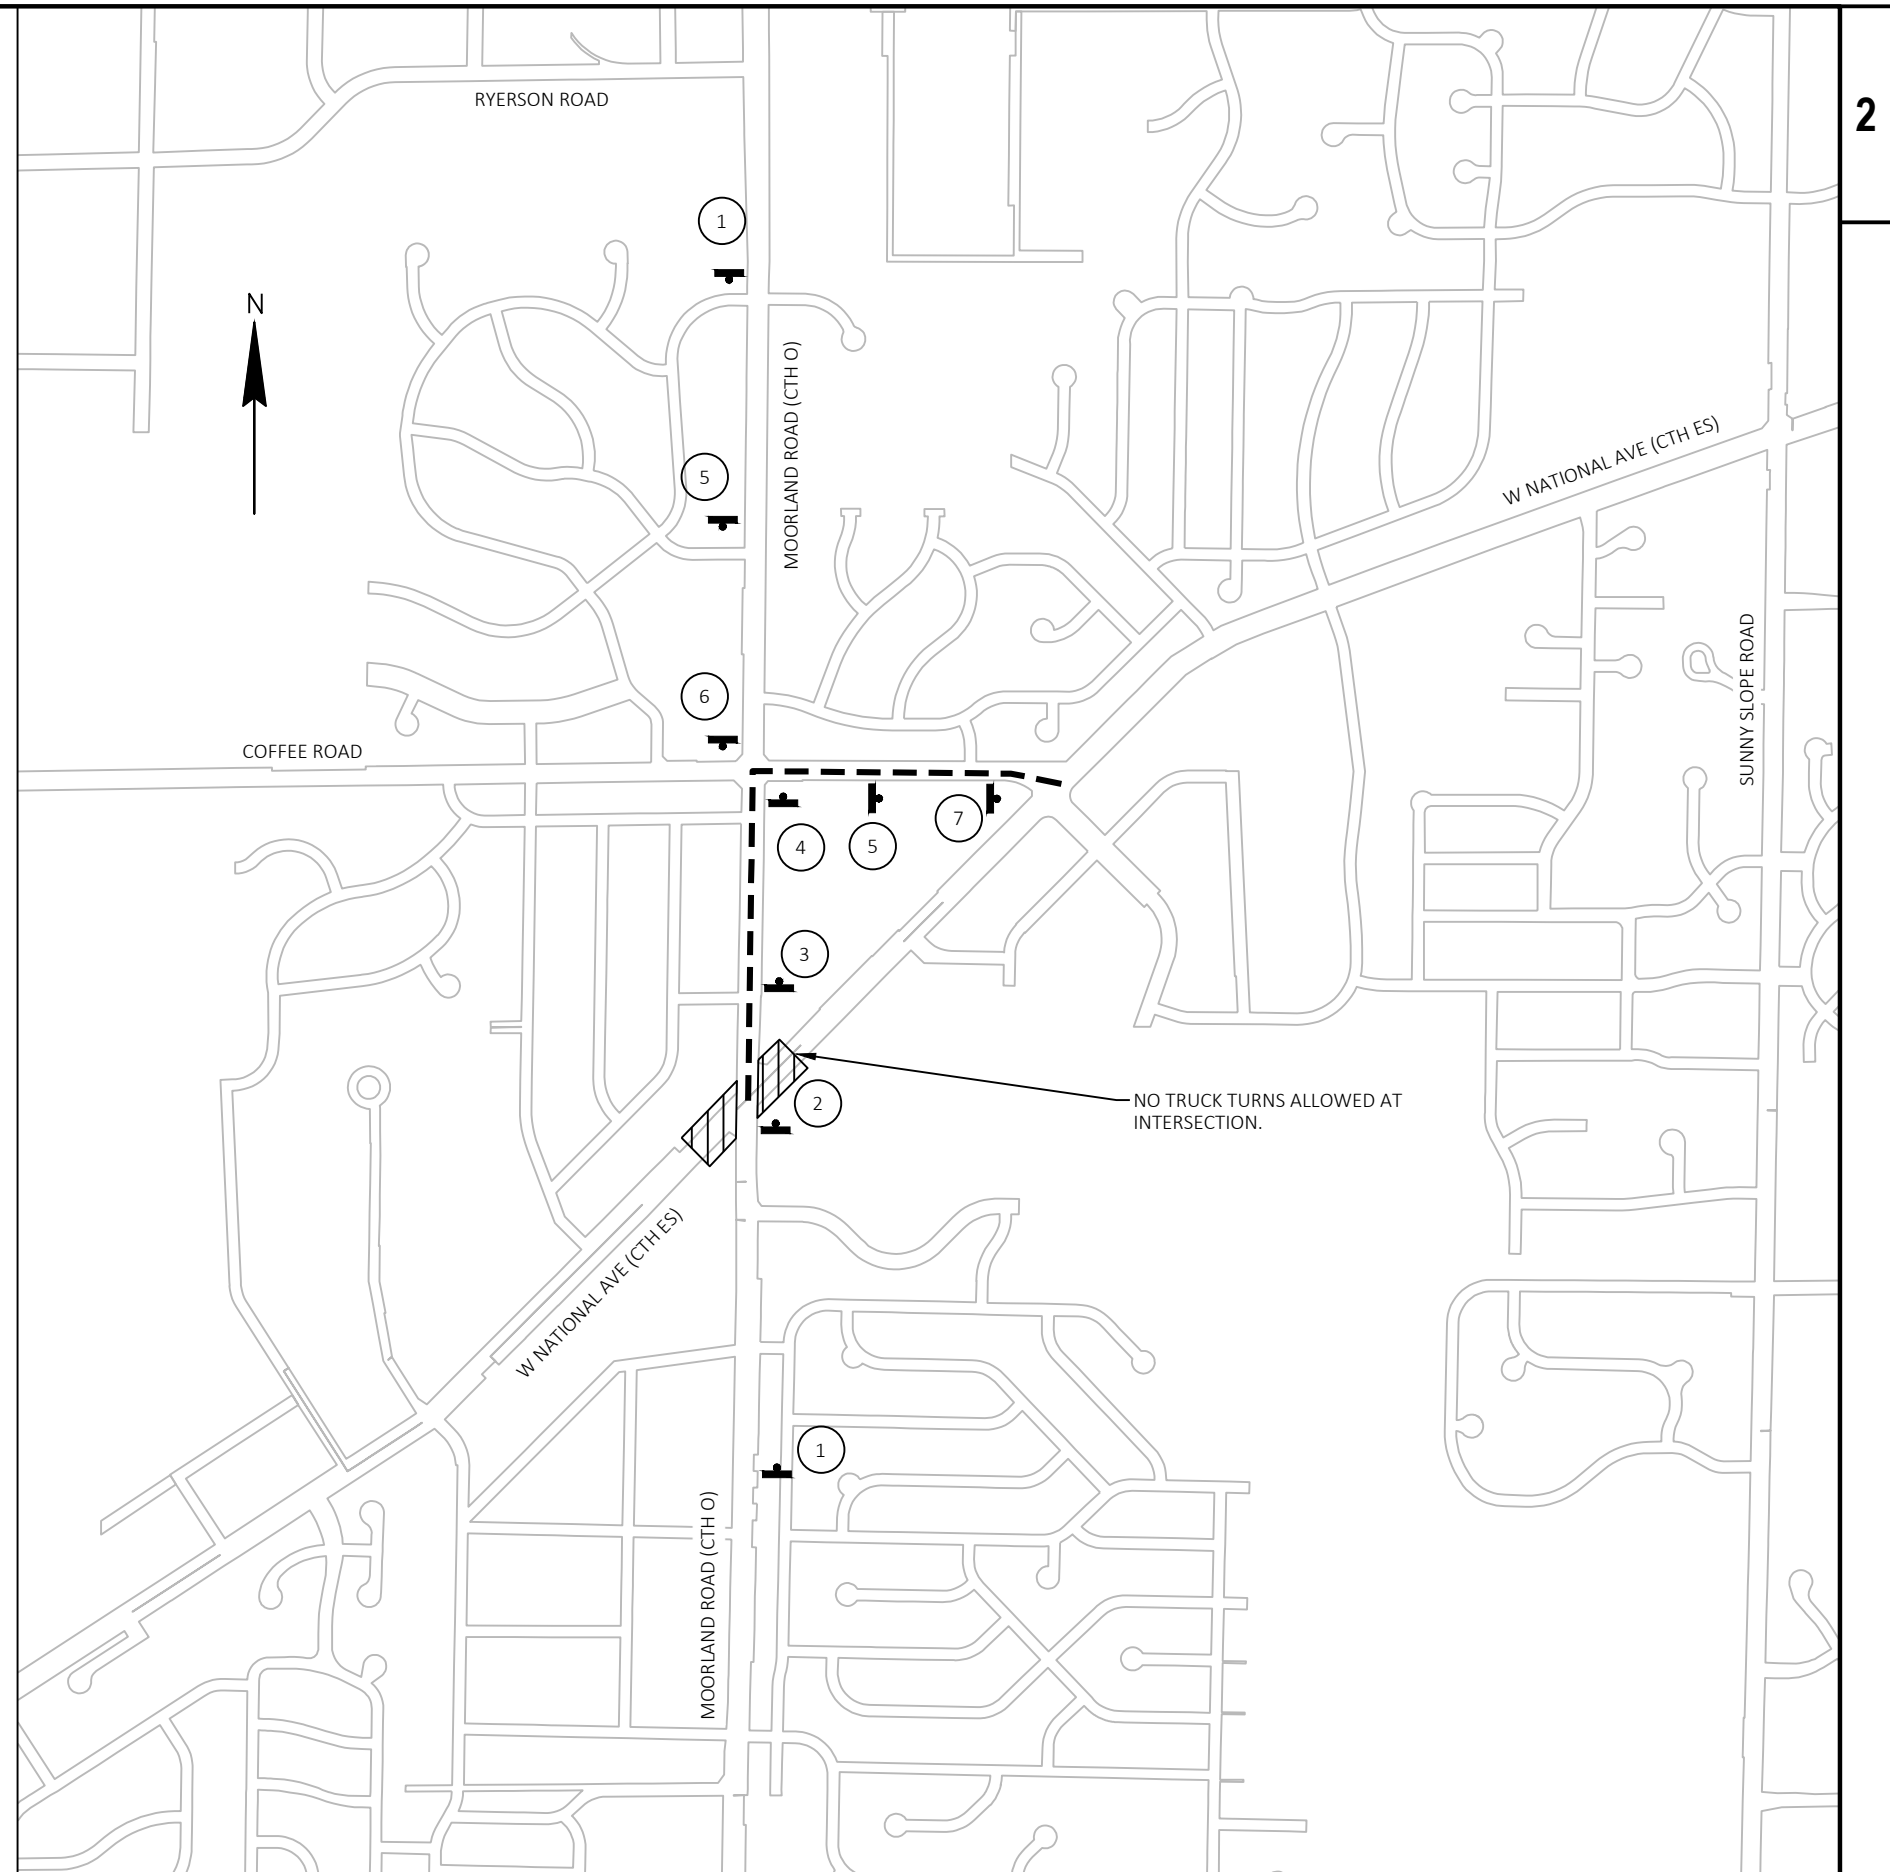 2
RYERSON ROAD
1
N
MOORLAND ROAD (CTH O)
W NATIONAL AVE (CTH ES)
5
SUNNY SLOPE ROAD
6
COFFEE ROAD
7
4
5
3
2
NO TRUCK TURNS ALLOWED AT
INTERSECTION.
W NATIONAL AVE (CTH ES)
1
MOORLAND ROAD (CTH O)